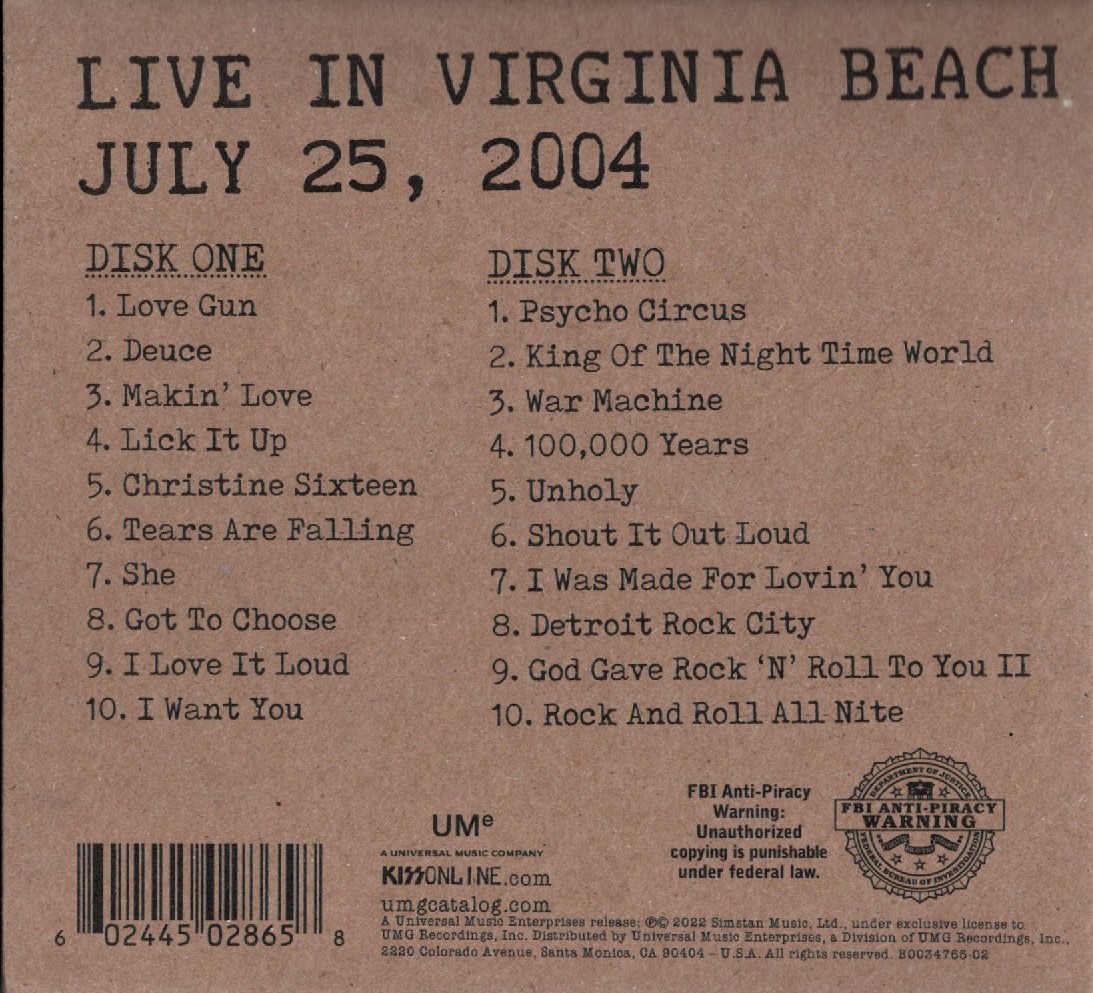 LIVE IN VIRGINIA BEACH
JULY 25, 2004
DISK ONE
1. Love Gun
2. Deuce
3. Makin' Love
4. Lick It Up
5. Christine Sixteen
6. Tears Are Falling
7. She
8. Got To Choose
9. I Love It Loud
10. I Want You
DISK TWO
1. Psycho Circus
2. King Of The Night Time World
3. War Machine
4. 100,000 Years
5. Unholy
6. Shout It Out Loud
7. I Was Made For Lovin' You
8. Detroit Rock City
9. God Gave Rock 'N' Roll To You II
10. Rock And Roll All Nite
FBI Anti-Piracy
Warning:
Unauthorized
copying is punishable
under federal law.
DEPARTMENT OF JUSTICE
FBI ANTI-PIRACY
WARNING
FEDERAL BUREAU OF INVESTIGATION
6 02445 02865 8
UMe
A UNIVERSAL MUSIC COMPANY
KISSONLINE.com
umgcatalog.com
A Universal Music Enterprises release; ℗© 2022 Simstan Music, Ltd., under exclusive license to
UMG Recordings, Inc. Distributed by Universal Music Enterprises, a Division of UMG Recordings, Inc.,
2220 Colorado Avenue, Santa Monica, CA 90404 – U.S.A. All rights reserved. B0034765-02